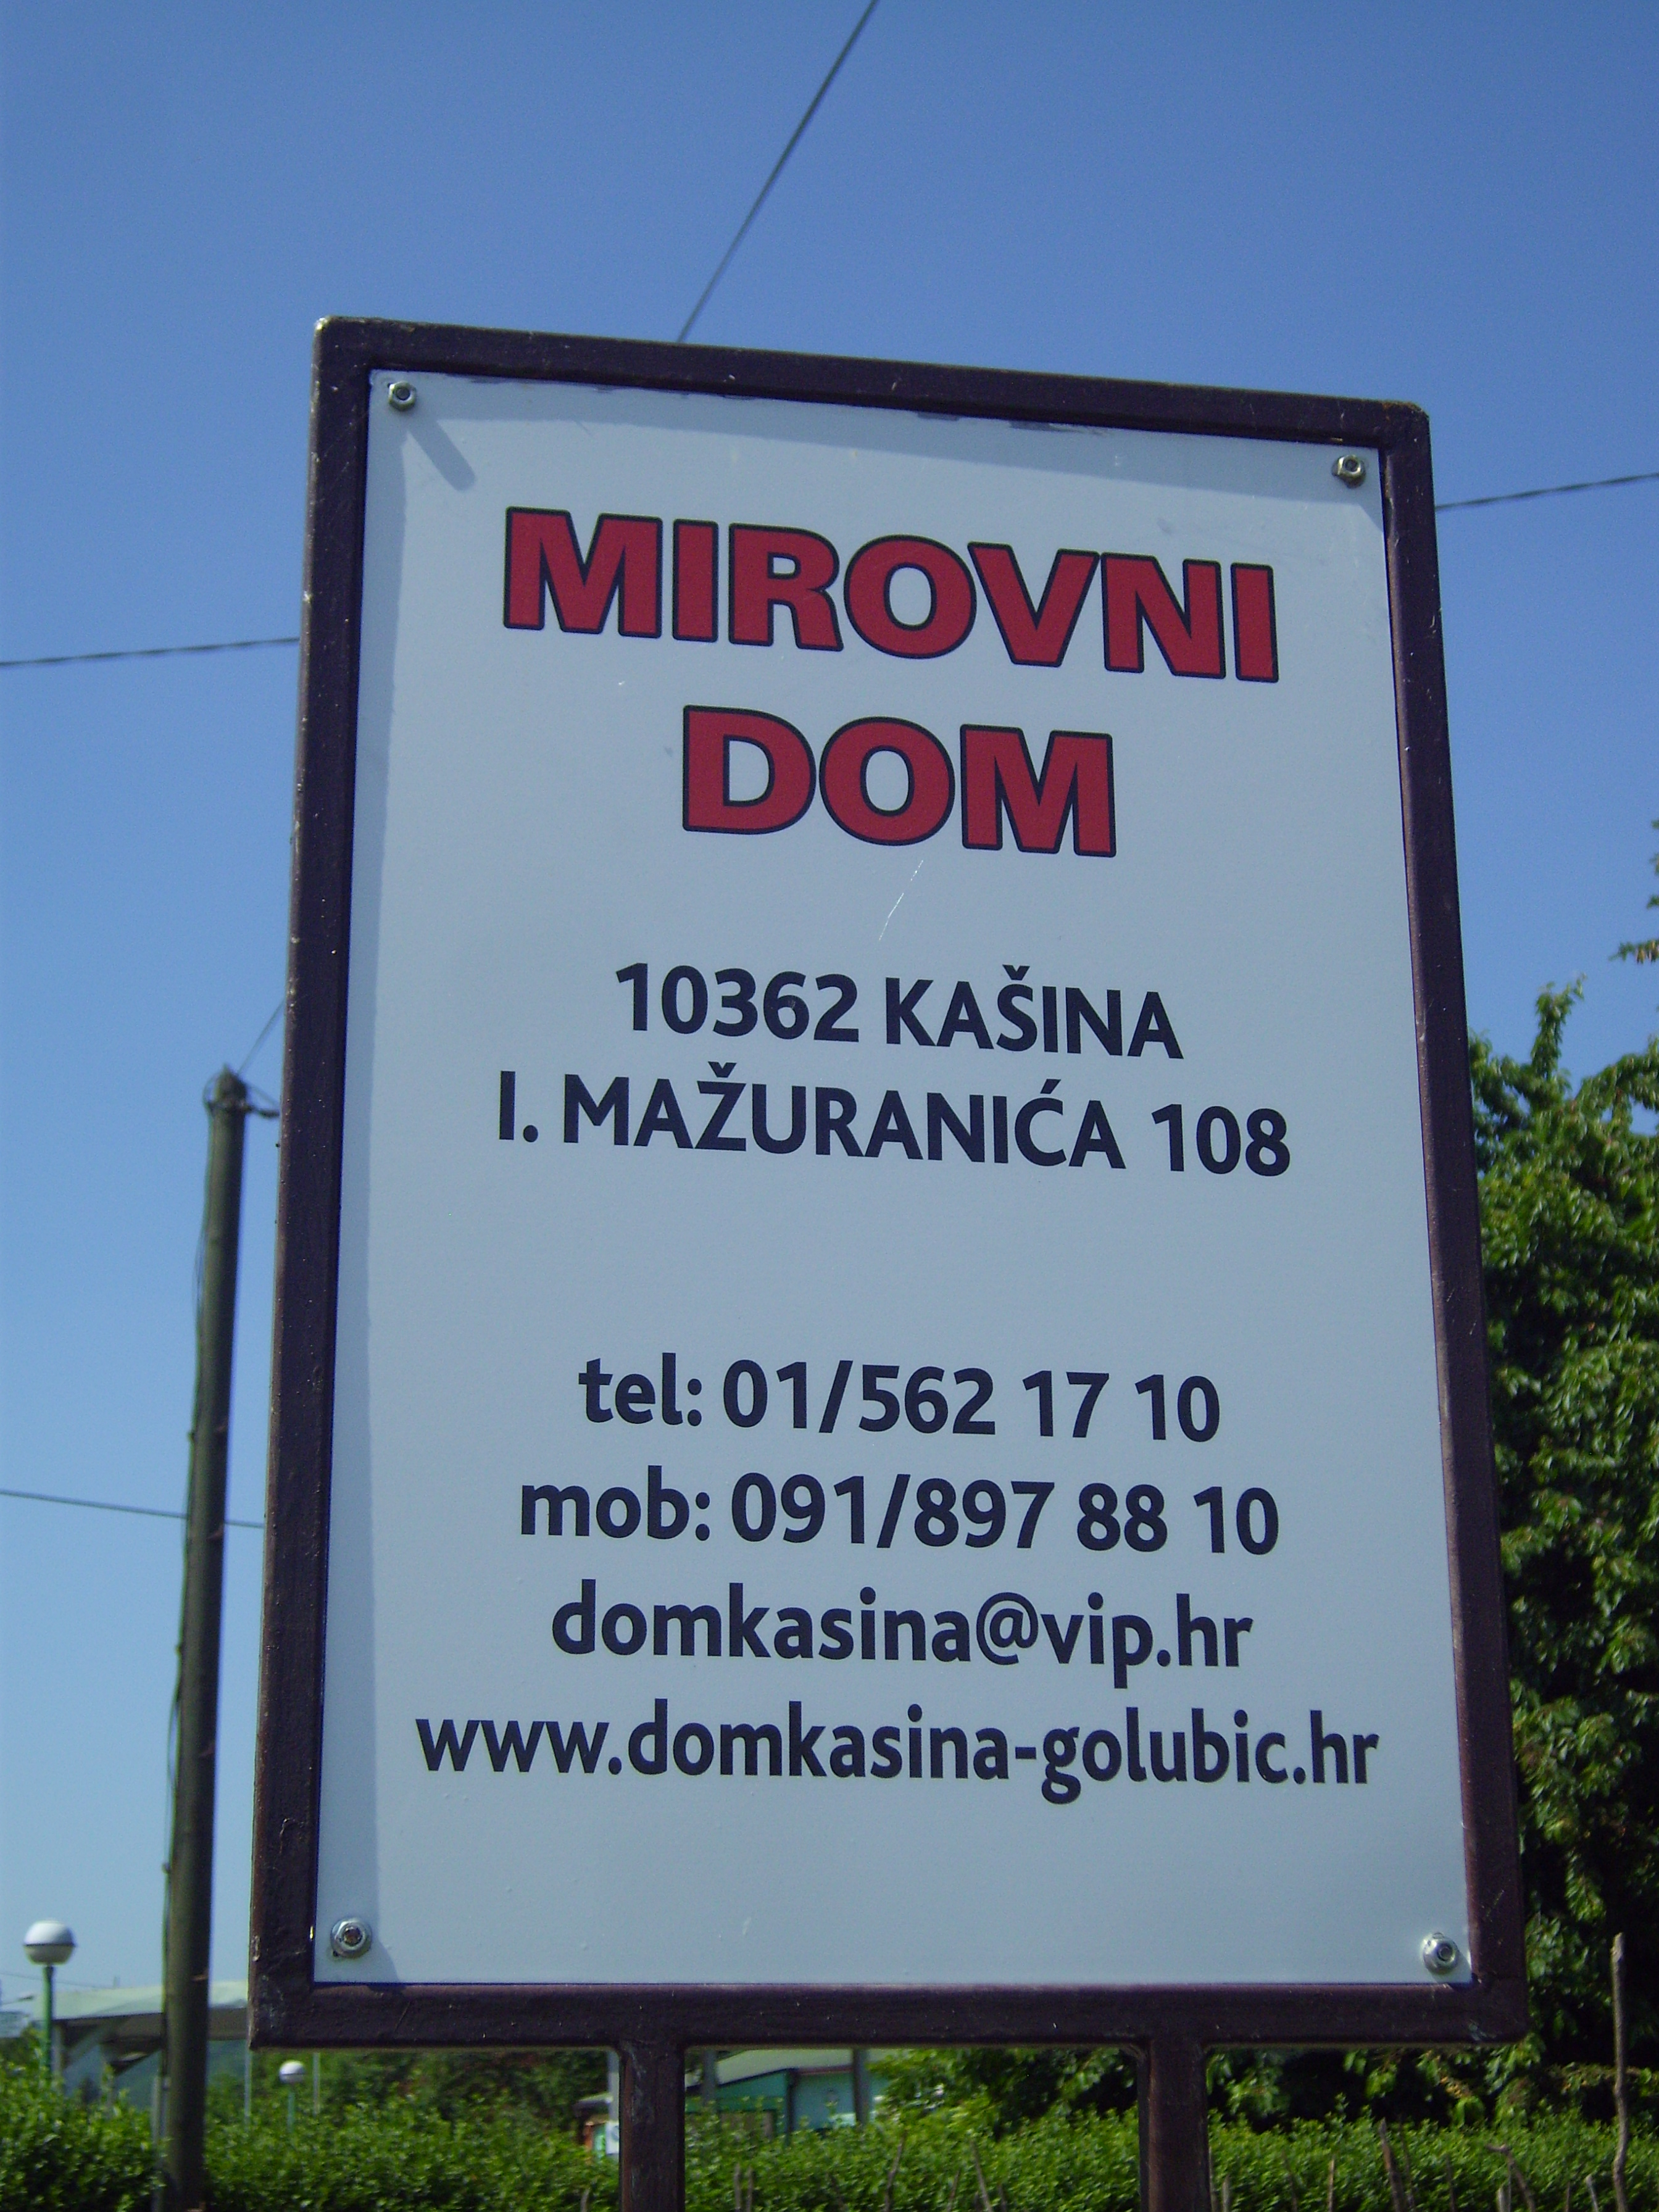 MIROVNI
DOM
10362 KAŠINA
I. MAŽURANIĆA 108
tel: 01/562 17 10
mob: 091/897 88 10
domkasina@vip.hr
www.domkasina-golubic.hr